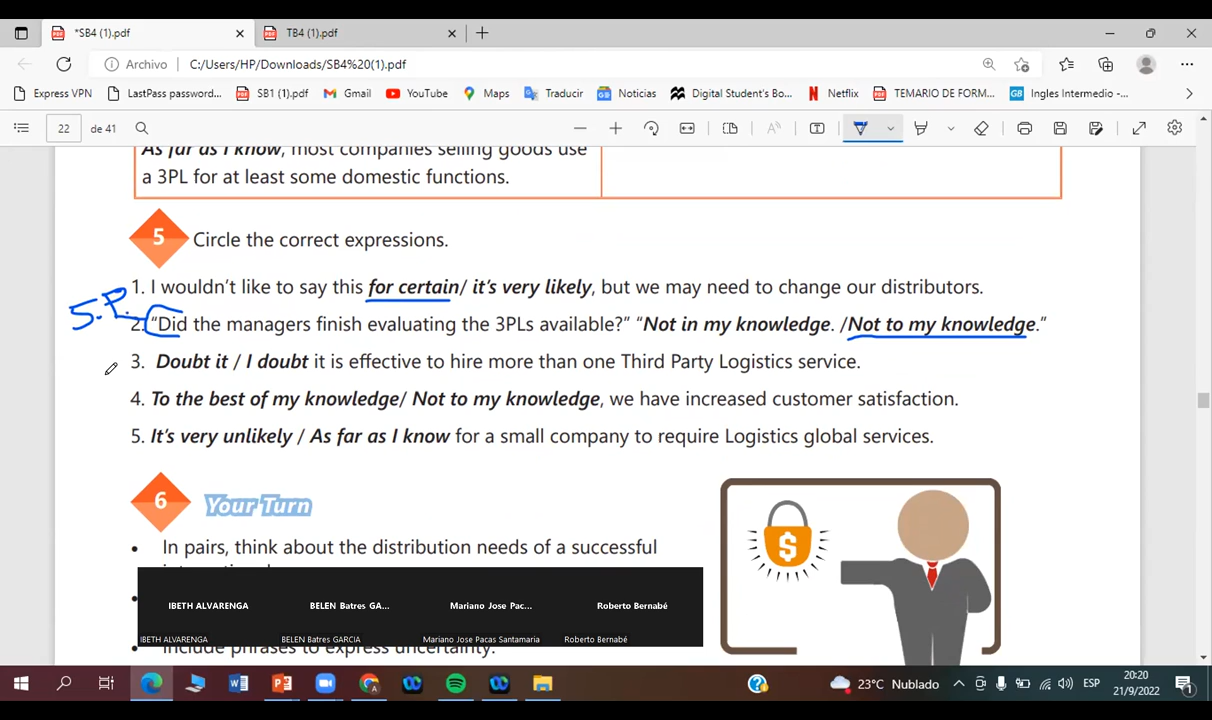 *SB4 (1).pdf
TB4 (1).pdf
Archivo
C:/Users/HP/Downloads/SB4%20(1).pdf
Express VPN
LastPass password...
SB1 (1).pdf
Gmail
YouTube
Maps
Traducir
Noticias
Digital Student's Bo...
Netflix
TEMARIO DE FORM...
Ingles Intermedio -...
22
de 41
As far as I know, most companies selling goods use
a 3PL for at least some domestic functions.
5
Circle the correct expressions.
1. I wouldn't like to say this for certain/ it's very likely, but we may need to change our distributors.
S.P.
2. "Did the managers finish evaluating the 3PLs available?" "Not in my knowledge. /Not to my knowledge."
3. Doubt it / I doubt it is effective to hire more than one Third Party Logistics service.
4. To the best of my knowledge/ Not to my knowledge, we have increased customer satisfaction.
5. It's very unlikely / As far as I know for a small company to require Logistics global services.
6
Your Turn
$
• In pairs, think about the distribution needs of a successful
IBETH ALVARENGA
BELEN Batres GA...
Mariano Jose Pac...
Roberto Bernabé
IBETH ALVARENGA
BELEN Batres GARCIA
Mariano Jose Pacas Santamaria
Roberto Bernabé
• Include phrases to express uncertainty.
23°C Nublado
ESP
20:20
21/9/2022